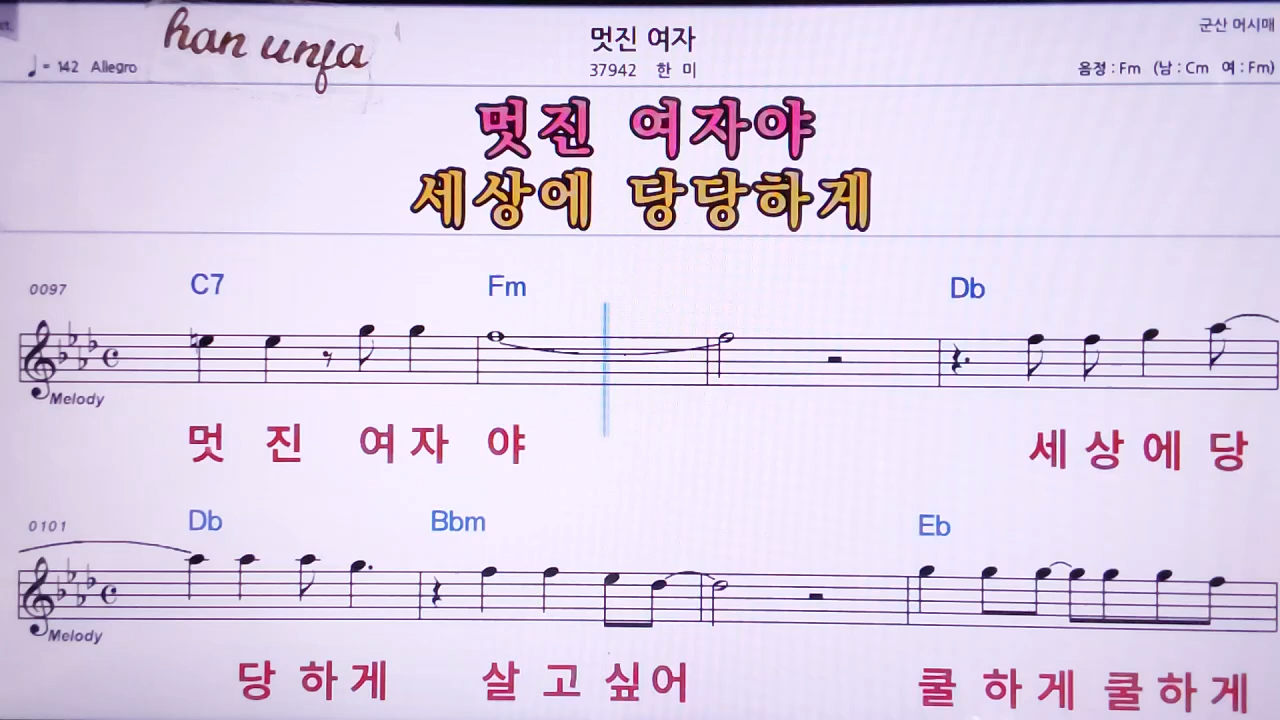 han unfa
멋진 여자
군산 어시매
♩= 142 Allegro
37942 한 미
음정 : Fm (남 : Cm 여 : Fm)
멋진 여자야
세상에 당당하게
0097 C7 Fm Db
Melody
멋 진 여 자 야 세 상 에 당
0101 Db Bbm Eb
Melody
당 하 게 살 고 싶 어 쿨 하 게 쿨 하 게